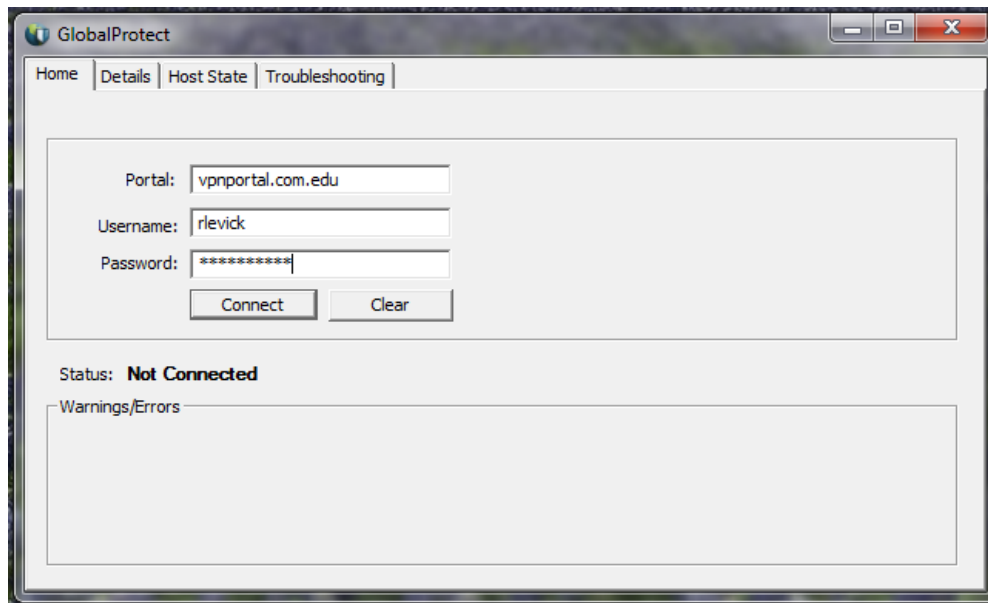 GlobalProtect
Home Details Host State Troubleshooting
Portal: vpnportal.com.edu
Username: rlevick
Password: **********
Connect Clear
Status: Not Connected
Warnings/Errors